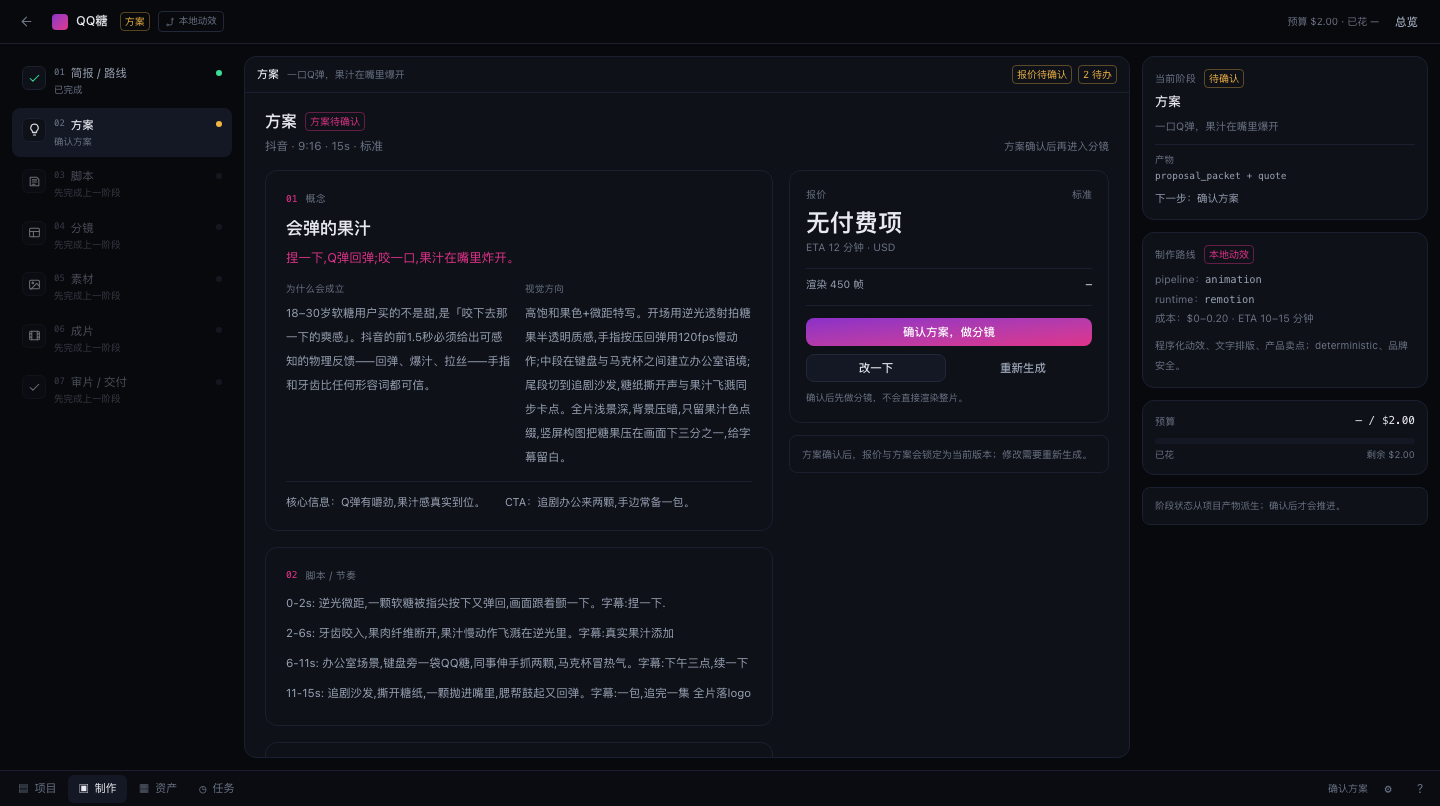 QQ糖 方案 本地动效
预算 $2.00 · 已花 —
总览
01 简报 / 路线
已完成
02 方案
确认方案
03 脚本
先完成上一阶段
04 分镜
先完成上一阶段
05 素材
先完成上一阶段
06 成片
先完成上一阶段
07 审片 / 交付
先完成上一阶段
方案 一口Q弹，果汁在嘴里爆开
报价待确认 2 待办
方案 方案待确认
抖音 · 9:16 · 15s · 标准
方案确认后再进入分镜
01 概念
会弹的果汁
捏一下,Q弹回弹;咬一口,果汁在嘴里炸开。
为什么会成立
18–30岁软糖用户买的不是甜,是「咬下去那
一下的爽感」。抖音的前1.5秒必须给出可感
知的物理反馈——回弹、爆汁、拉丝——手指
和牙齿比任何形容词都可信。
视觉方向
高饱和果色+微距特写。开场用逆光透射拍糖
果半透明质感,手指按压回弹用120fps慢动
作;中段在键盘与马克杯之间建立办公室语境;
尾段切到追剧沙发,糖纸撕开声与果汁飞溅同
步卡点。全片浅景深,背景压暗,只留果汁色点
缀,竖屏构图把糖果压在画面下三分之一,给字
幕留白。
核心信息：Q弹有嚼劲,果汁感真实到位。
CTA：追剧办公来两颗,手边常备一包。
02 脚本 / 节奏
0-2s: 逆光微距,一颗软糖被指尖按下又弹回,画面跟着颤一下。字幕:捏一下.
2-6s: 牙齿咬入,果肉纤维断开,果汁慢动作飞溅在逆光里。字幕:真实果汁添加
6-11s: 办公室场景,键盘旁一袋QQ糖,同事伸手抓两颗,马克杯冒热气。字幕:下午三点,续一下
11-15s: 追剧沙发,撕开糖纸,一颗抛进嘴里,腮帮鼓起又回弹。字幕:一包,追完一集 全片落logo
报价 标准
无付费项
ETA 12 分钟 · USD
渲染 450 帧 —
确认方案，做分镜
改一下 重新生成
确认后先做分镜，不会直接渲染整片。
方案确认后，报价与方案会锁定为当前版本；修改需要重新生成。
当前阶段 待确认
方案
一口Q弹，果汁在嘴里爆开
产物
proposal_packet + quote
下一步：确认方案
制作路线 本地动效
pipeline：animation
runtime：remotion
成本：$0–0.20 · ETA 10–15 分钟
程序化动效、文字排版、产品卖点；deterministic、品牌
安全。
预算 — / $2.00
已花 剩余 $2.00
阶段状态从项目产物派生；确认后才会推进。
项目 制作 资产 任务
确认方案 ?